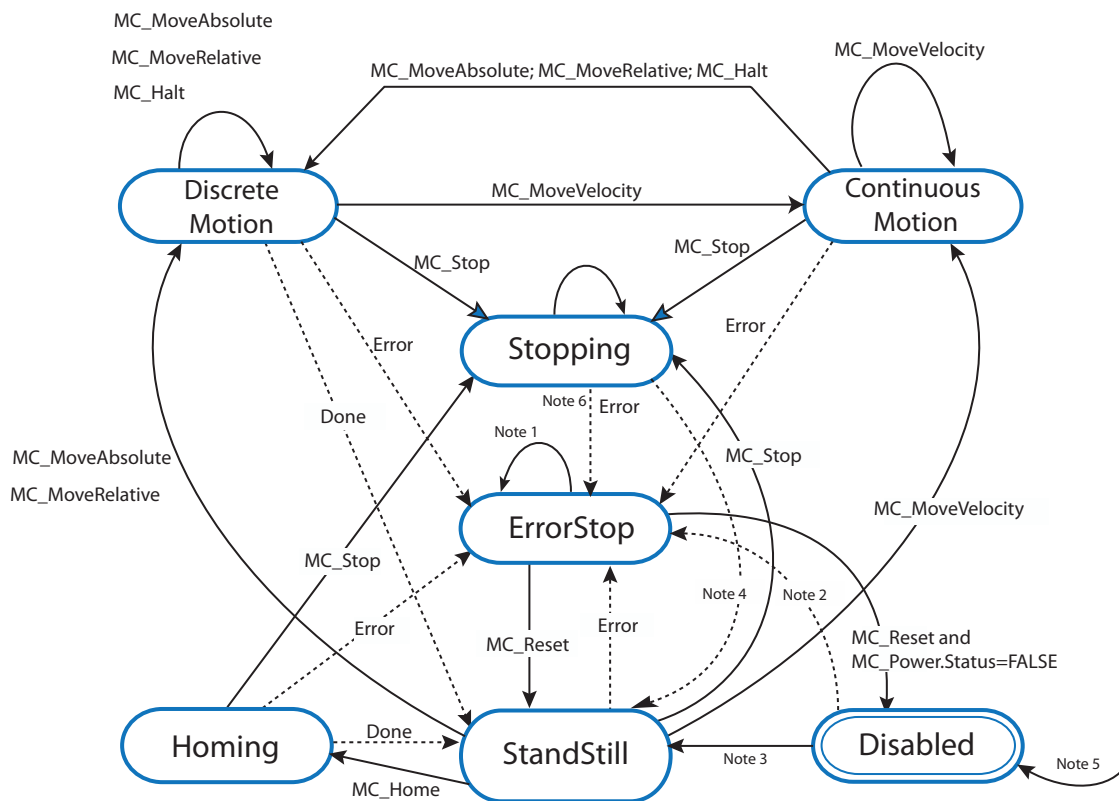 MC_MoveAbsolute
MC_MoveRelative
MC_Halt
MC_MoveAbsolute; MC_MoveRelative; MC_Halt
MC_MoveVelocity
Discrete
Motion
MC_MoveVelocity
Continuous
Motion
MC_Stop
MC_Stop
Error
Error
Stopping
Note 6
Error
Done
Note 1
MC_Stop
MC_MoveAbsolute
MC_MoveRelative
MC_MoveVelocity
ErrorStop
MC_Stop
Note 4
Note 2
Error
MC_Reset
Error
MC_Reset and
MC_Power.Status=FALSE
Homing
Done
StandStill
Note 3
Disabled
Note 5
MC_Home